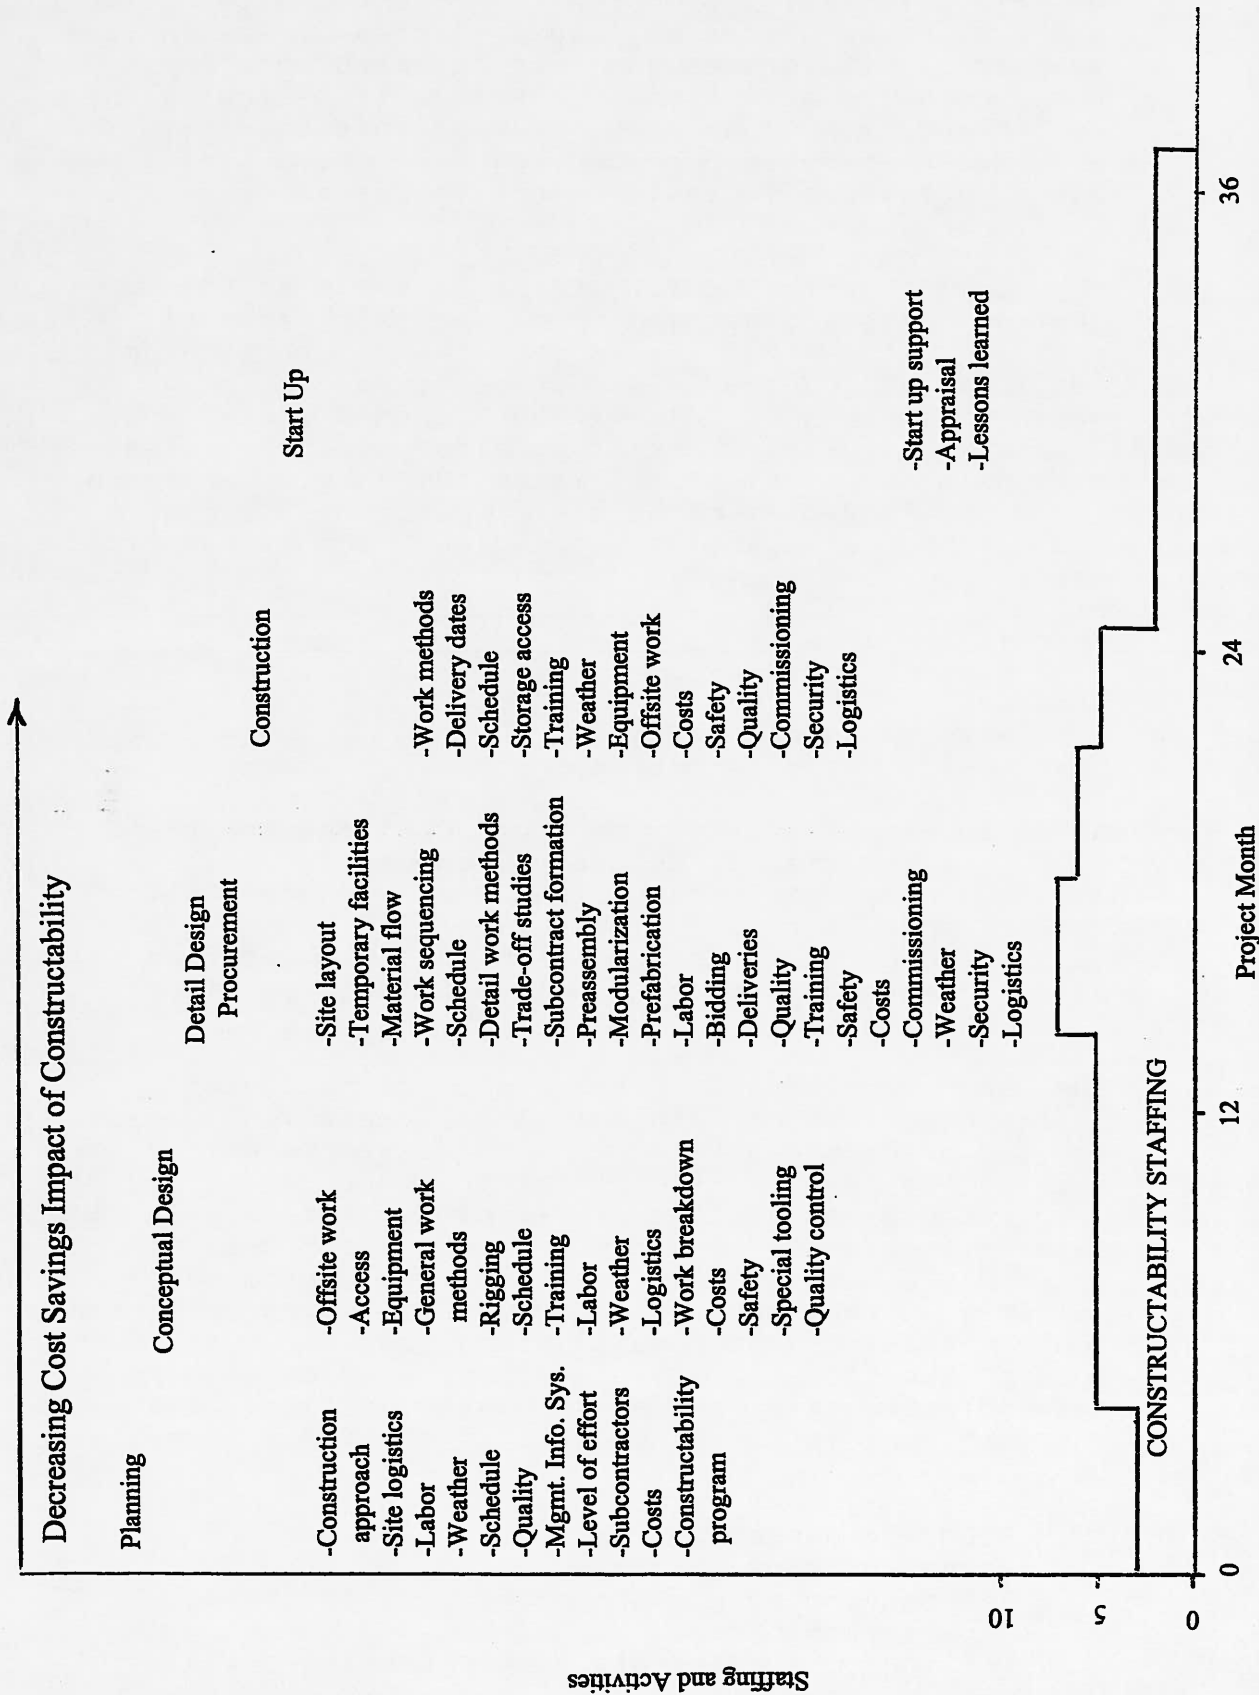 Decreasing Cost Savings Impact of Constructability
Planning
Conceptual Design
Detail Design
Procurement
Construction
Start Up
-Construction
approach
-Site logistics
-Labor
-Weather
-Schedule
-Quality
-Mgmt. Info. Sys.
-Level of effort
-Subcontractors
-Costs
-Constructability
program
-Offsite work
-Access
-Equipment
-General work
methods
-Rigging
-Schedule
-Training
-Labor
-Weather
-Logistics
-Work breakdown
-Costs
-Safety
-Special tooling
-Quality control
-Site layout
-Temporary facilities
-Material flow
-Work sequencing
-Schedule
-Detail work methods
-Trade-off studies
-Subcontract formation
-Preassembly
-Modularization
-Prefabrication
-Labor
-Bidding
-Deliveries
-Quality
-Training
-Safety
-Costs
-Commissioning
-Weather
-Security
-Logistics
-Work methods
-Delivery dates
-Schedule
-Storage access
-Training
-Weather
-Equipment
-Offsite work
-Costs
-Safety
-Quality
-Commissioning
-Security
-Logistics
-Start up support
-Appraisal
-Lessons learned
Staffing and Activities
10
5
0
CONSTRUCTABILITY STAFFING
0
12
24
36
Project Month